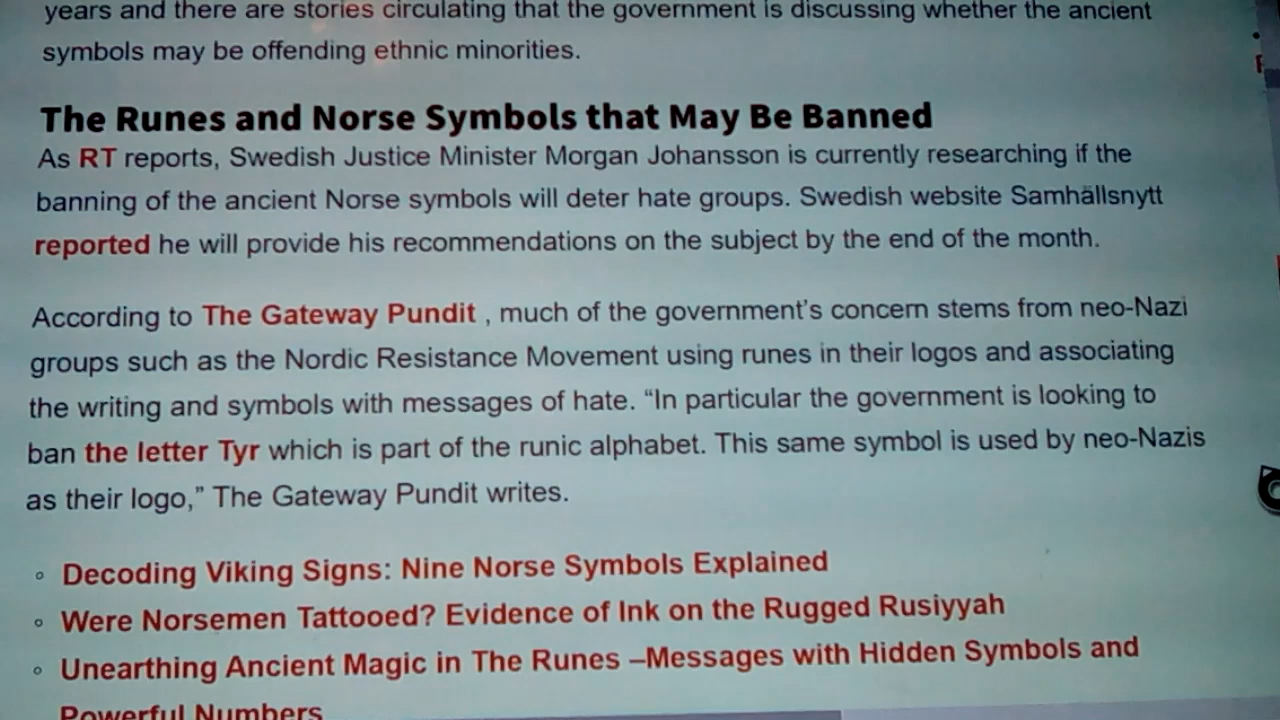 years and there are stories circulating that the government is discussing whether the ancient
symbols may be offending ethnic minorities.
The Runes and Norse Symbols that May Be Banned
As RT reports, Swedish Justice Minister Morgan Johansson is currently researching if the
banning of the ancient Norse symbols will deter hate groups. Swedish website Samhällsnytt
reported he will provide his recommendations on the subject by the end of the month.
According to The Gateway Pundit , much of the government's concern stems from neo-Nazi
groups such as the Nordic Resistance Movement using runes in their logos and associating
the writing and symbols with messages of hate. “In particular the government is looking to
ban the letter Tyr which is part of the runic alphabet. This same symbol is used by neo-Nazis
as their logo,” The Gateway Pundit writes.
◦ Decoding Viking Signs: Nine Norse Symbols Explained
◦ Were Norsemen Tattooed? Evidence of Ink on the Rugged Rusiyyah
◦ Unearthing Ancient Magic in The Runes –Messages with Hidden Symbols and
Powerful Numbers